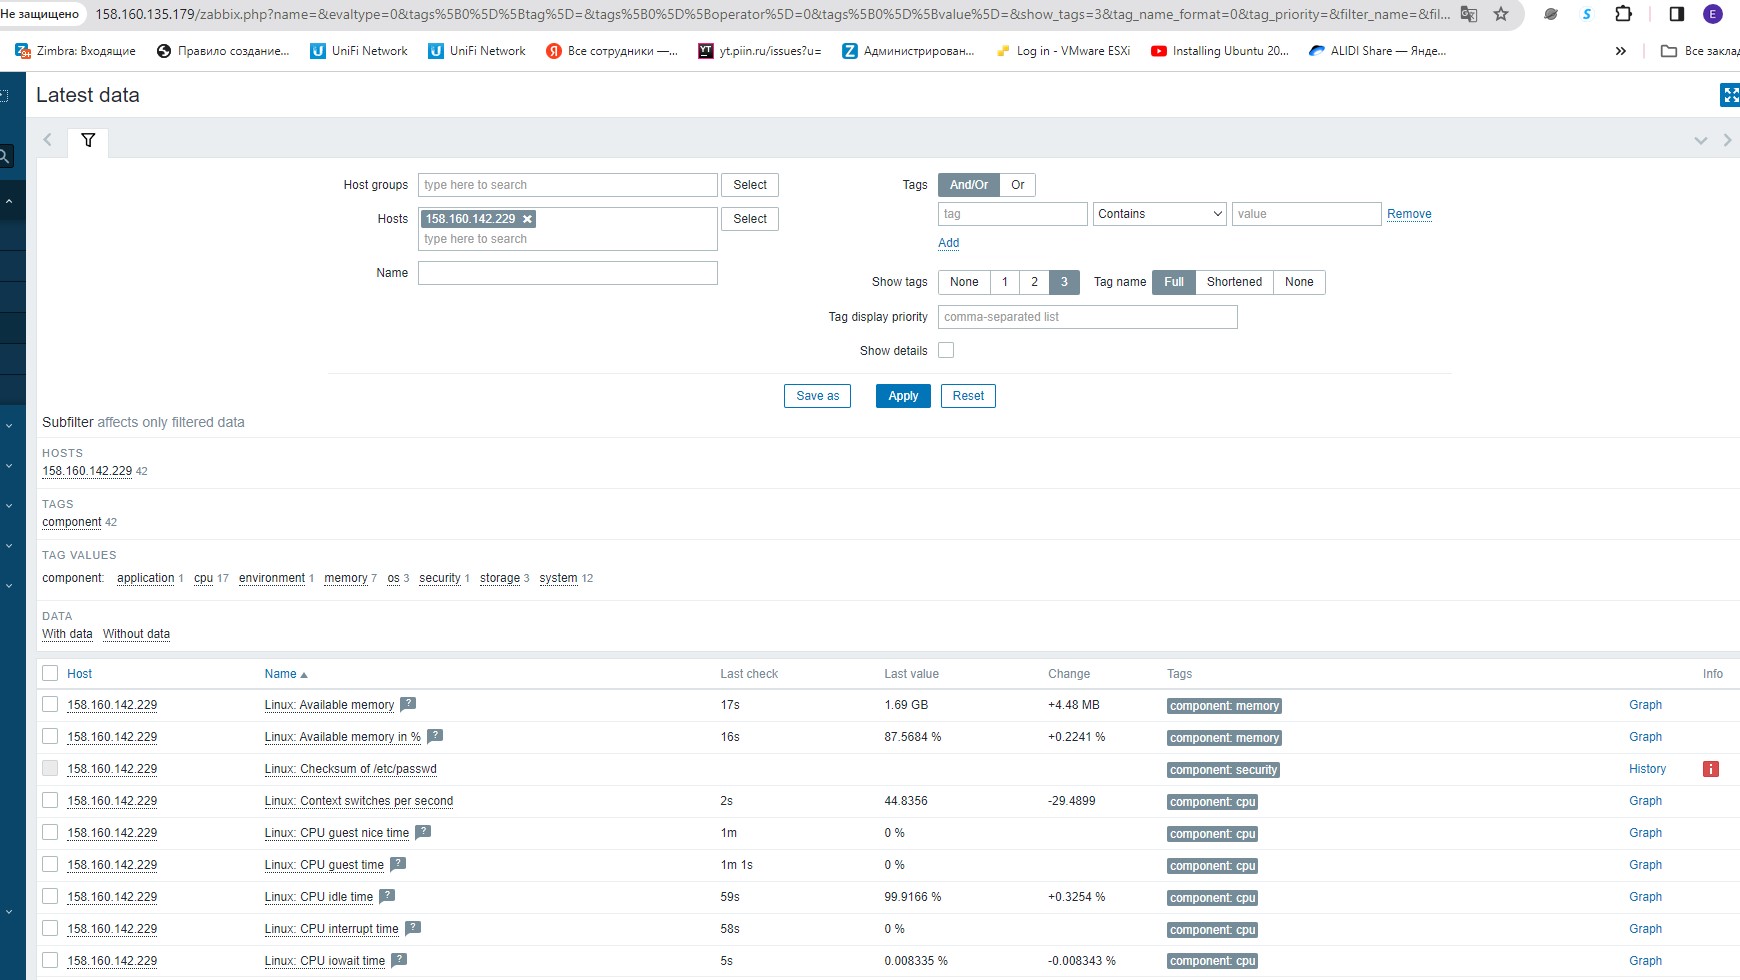 Не защищено 158.160.135.179/zabbix.php?name=&evaltype=0&tags%5B0%5D%5Btag%5D=&tags%5B0%5D%5Boperator%5D=0&tags%5B0%5D%5Bvalue%5D=&show_tags=3&tag_name_format=0&tag_priority=&filter_name=&fil... S E
Zimbra: Входящие Правило создание... UniFi Network UniFi Network Все сотрудники —... yt.piin.ru/issues?u= Администрирован... Log in - VMware ESXi Installing Ubuntu 20... ALIDI Share — Янде... » Все заклад
Latest data
Host groups type here to search Select Tags And/Or Or
Hosts 158.160.142.229 Select tag Contains value Remove
type here to search Add
Name Show tags None 1 2 3 Tag name Full Shortened None
Tag display priority comma-separated list
Show details
Save as Apply Reset
Subfilter affects only filtered data
HOSTS
158.160.142.229 42
TAGS
component 42
TAG VALUES
component: application 1 cpu 17 environment 1 memory 7 os 3 security 1 storage 3 system 12
DATA
With data Without data
Host Name Last check Last value Change Tags Info
158.160.142.229 Linux: Available memory ? 17s 1.69 GB +4.48 MB component: memory Graph
158.160.142.229 Linux: Available memory in % ? 16s 87.5684 % +0.2241 % component: memory Graph
158.160.142.229 Linux: Checksum of /etc/passwd component: security History i
158.160.142.229 Linux: Context switches per second 2s 44.8356 -29.4899 component: cpu Graph
158.160.142.229 Linux: CPU guest nice time ? 1m 0 % component: cpu Graph
158.160.142.229 Linux: CPU guest time ? 1m 1s 0 % component: cpu Graph
158.160.142.229 Linux: CPU idle time ? 59s 99.9166 % +0.3254 % component: cpu Graph
158.160.142.229 Linux: CPU interrupt time ? 58s 0 % component: cpu Graph
158.160.142.229 Linux: CPU iowait time ? 5s 0.008335 % -0.008343 % component: cpu Graph